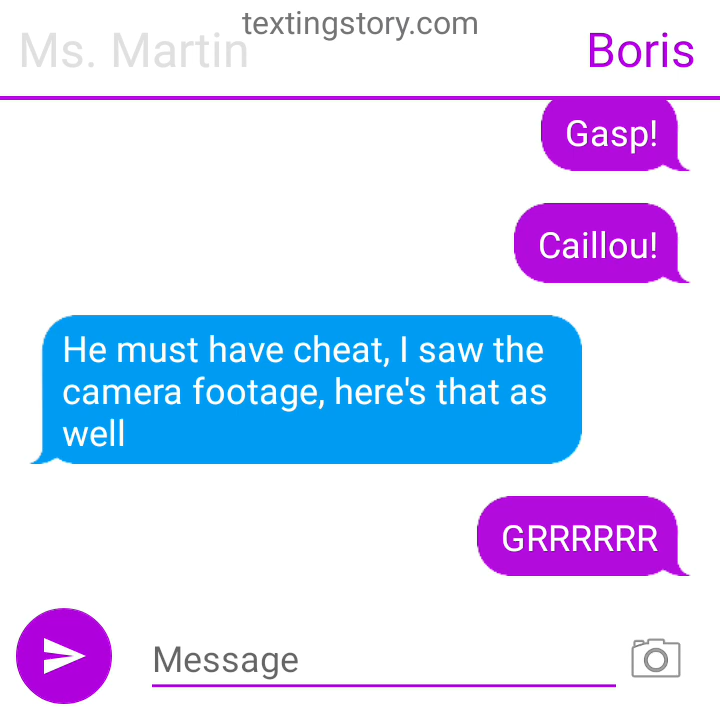 textingstory.com
Ms. Martin
Boris
Gasp!
Caillou!
He must have cheat, I saw the
camera footage, here's that as
well
GRRRRRR
Message